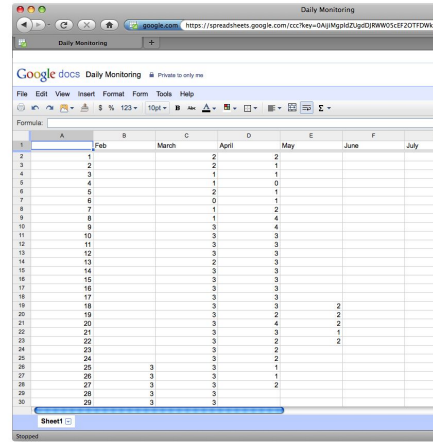 Daily Monitoring
google.com https://spreadsheets.google.com/ccc?key=0AijIMgpldZUgdDJRWW05cEF2OTFDWk
Daily Monitoring +
Google docs Daily Monitoring Private to only me
File Edit View Insert Format Form Tools Help
$ % 123 10pt B Abc A Σ
Formula:
A B C D E F
1 Feb March April May June July
2 1 2 2
3 2 2 1
4 3 1 1
5 4 1 0
6 5 2 1
7 6 0 1
8 7 1 2
9 8 1 4
10 9 3 4
11 10 3 3
12 11 3 3
13 12 3 3
14 13 2 3
15 14 3 3
16 15 3 3
17 16 3 3
18 17 3 3
19 18 3 3 2
20 19 3 2 2
21 20 3 4 2
22 21 3 3 1
23 22 3 2 2
24 23 3 2
25 24 3 2
26 25 3 3 1
27 26 3 3 1
28 27 3 3 2
29 28 3 3
30 29 3 3
Sheet1
Stopped